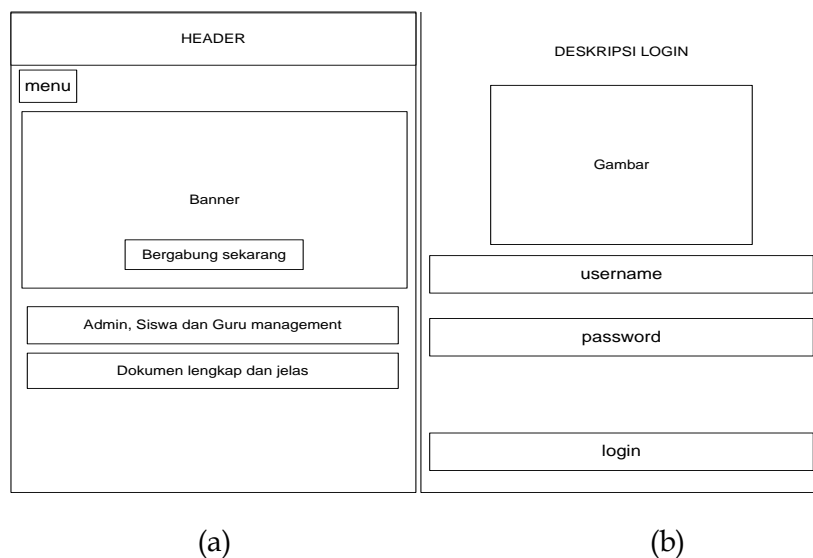 HEADER
menu
Banner
Bergabung sekarang
Admin, Siswa dan Guru management
Dokumen lengkap dan jelas
(a)
DESKRIPSI LOGIN
Gambar
username
password
login
(b)